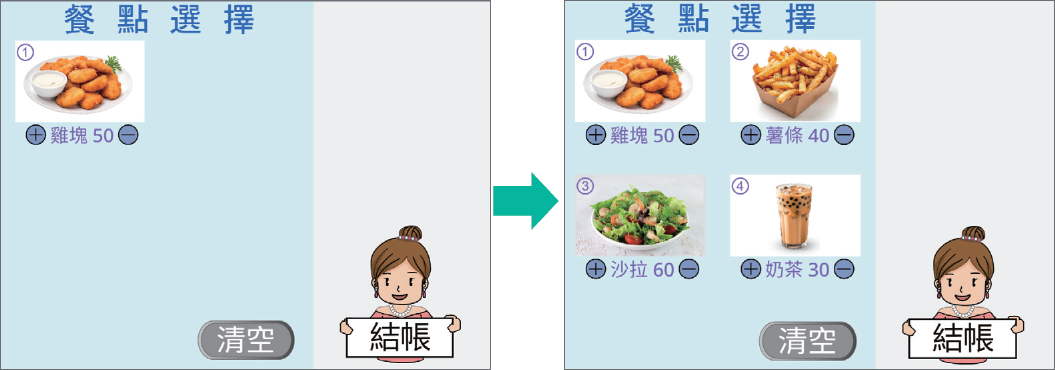 餐點選擇
①
+ 雞塊 50 −
清空
結帳
餐點選擇
① ②
+ 雞塊 50 − + 薯條 40 −
③ ④
+ 沙拉 60 − + 奶茶 30 −
清空
結帳